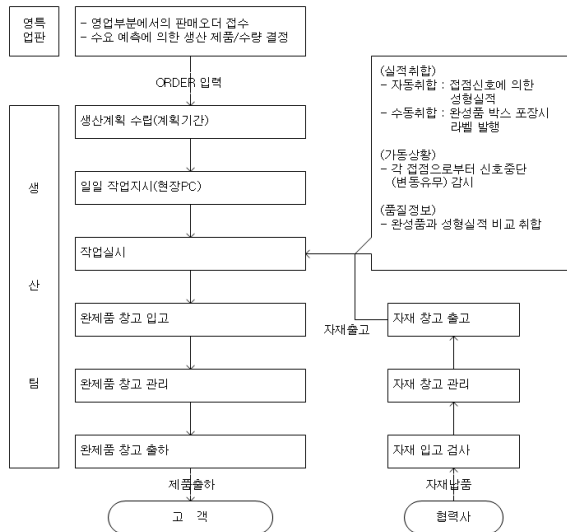 영특
업판
- 영업부분에서의 판매오더 접수
- 수요 예측에 의한 생산 제품/수량 결정
ORDER 입력
생
산
팀
생산계획 수립(계획기간)
일일 작업지시(현장PC)
작업실시
완제품 창고 입고
완제품 창고 관리
완제품 창고 출하
제품출하
고 객
(실적취합)
- 자동취합 : 접점신호에 의한
성형실적
- 수동취합 : 완성품 박스 포장시
라벨 발행
(가동상황)
- 각 접점으로부터 신호중단
(변동유무) 감시
(품질정보)
- 완성품과 성형실적 비교 취합
자재출고
자재 창고 출고
자재 창고 관리
자재 입고 검사
자재납품
협력사